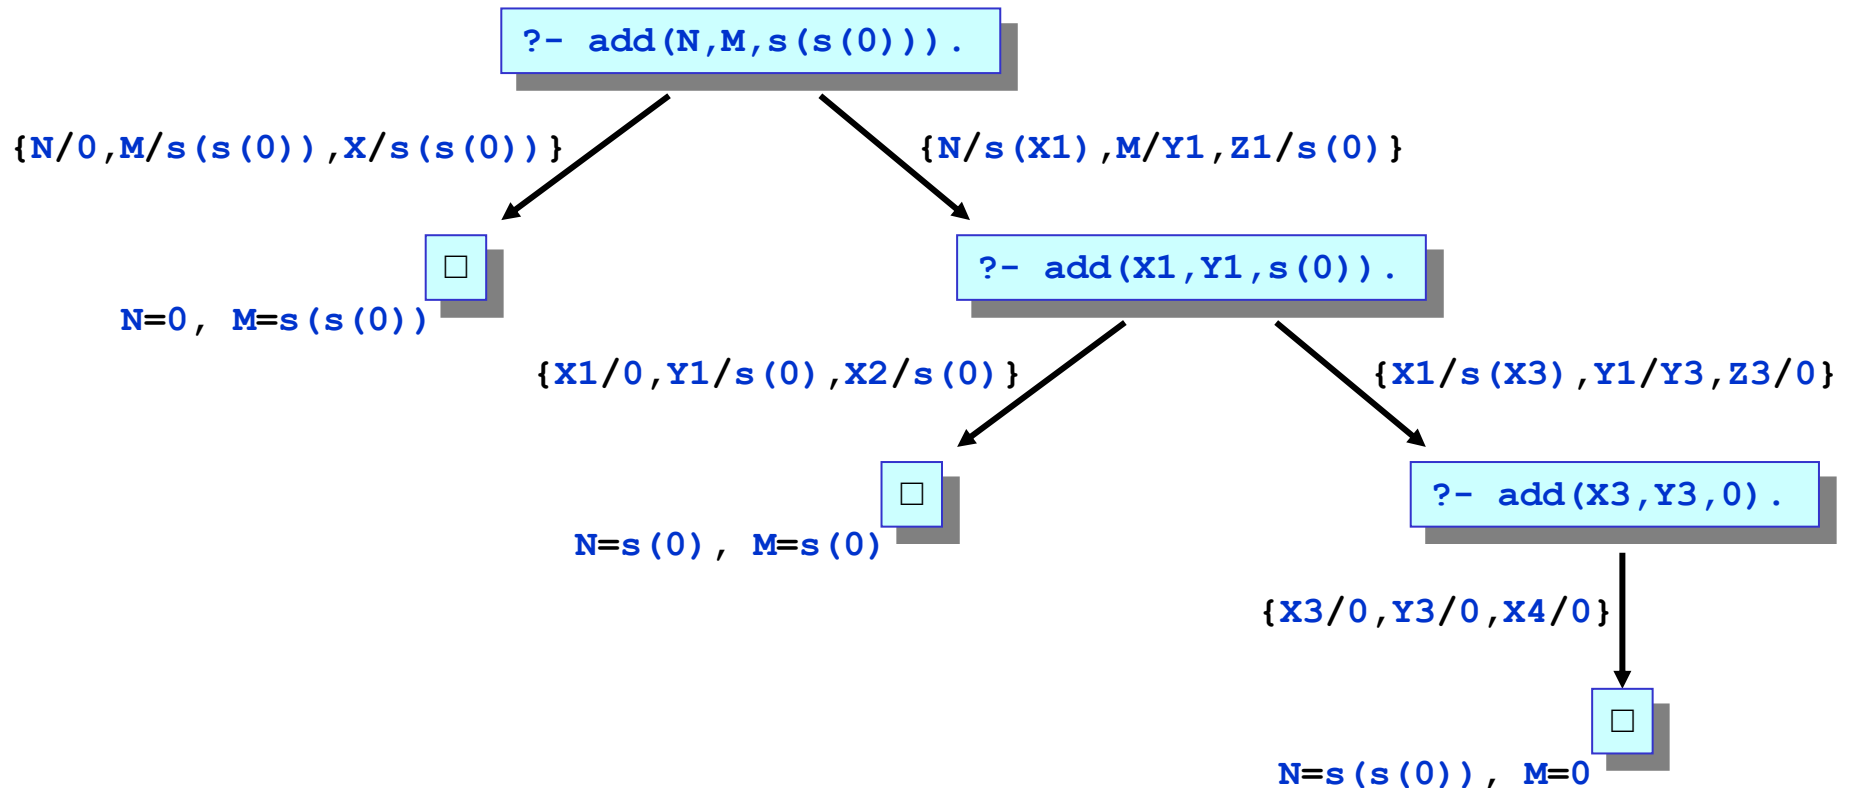 ?- add(N,M,s(s(0))).
{N/0,M/s(s(0)),X/s(s(0))}
{N/s(X1),M/Y1,Z1/s(0)}
□
?- add(X1,Y1,s(0)).
N=0, M=s(s(0))
{X1/0,Y1/s(0),X2/s(0)}
{X1/s(X3),Y1/Y3,Z3/0}
□
?- add(X3,Y3,0).
N=s(0), M=s(0)
{X3/0,Y3/0,X4/0}
□
N=s(s(0)), M=0